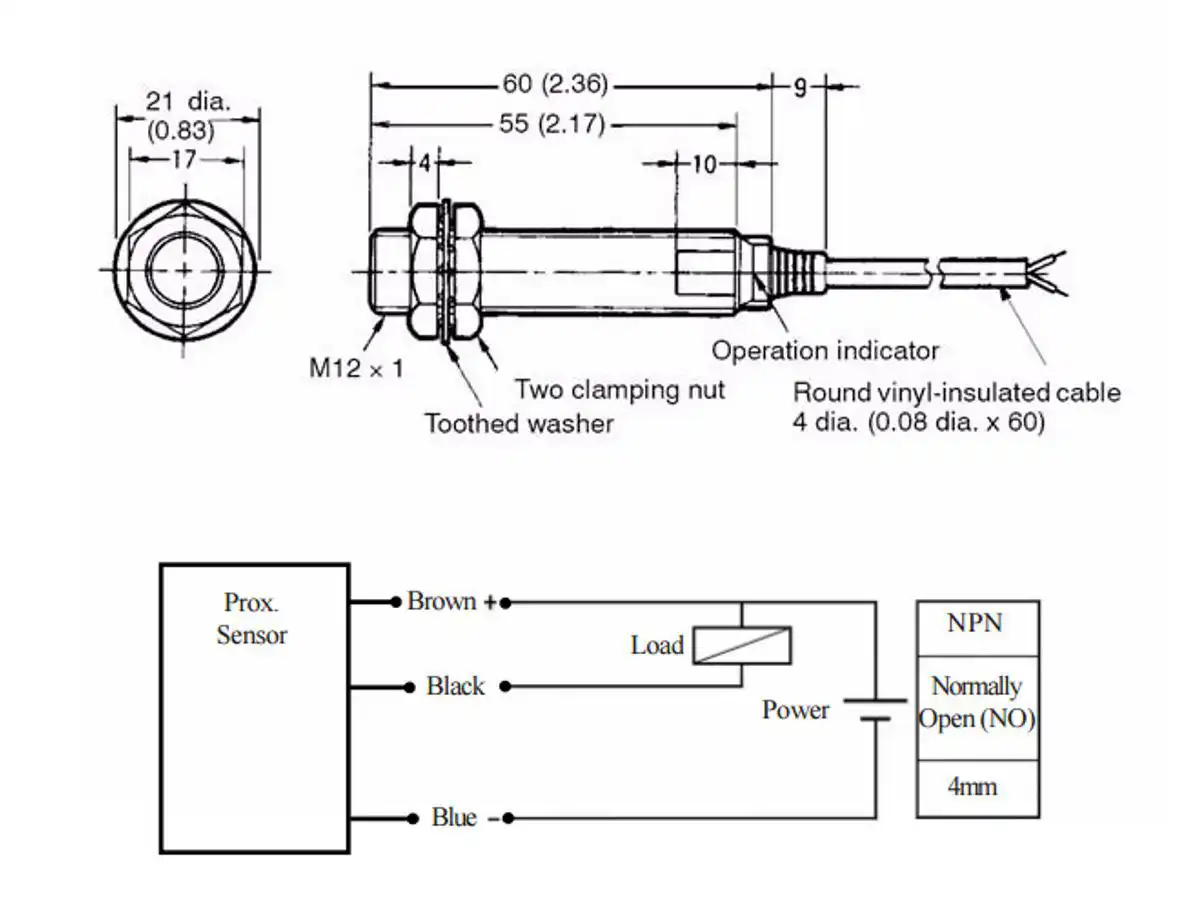 60 (2.36)
9
21 dia.
(0.83)
55 (2.17)
17
4
10
M12 × 1
Operation indicator
Two clamping nut
Round vinyl-insulated cable
4 dia. (0.08 dia. x 60)
Toothed washer
Prox.
Sensor
Brown +
Load
Black
Power
Blue -
NPN
Normally
Open (NO)
4mm